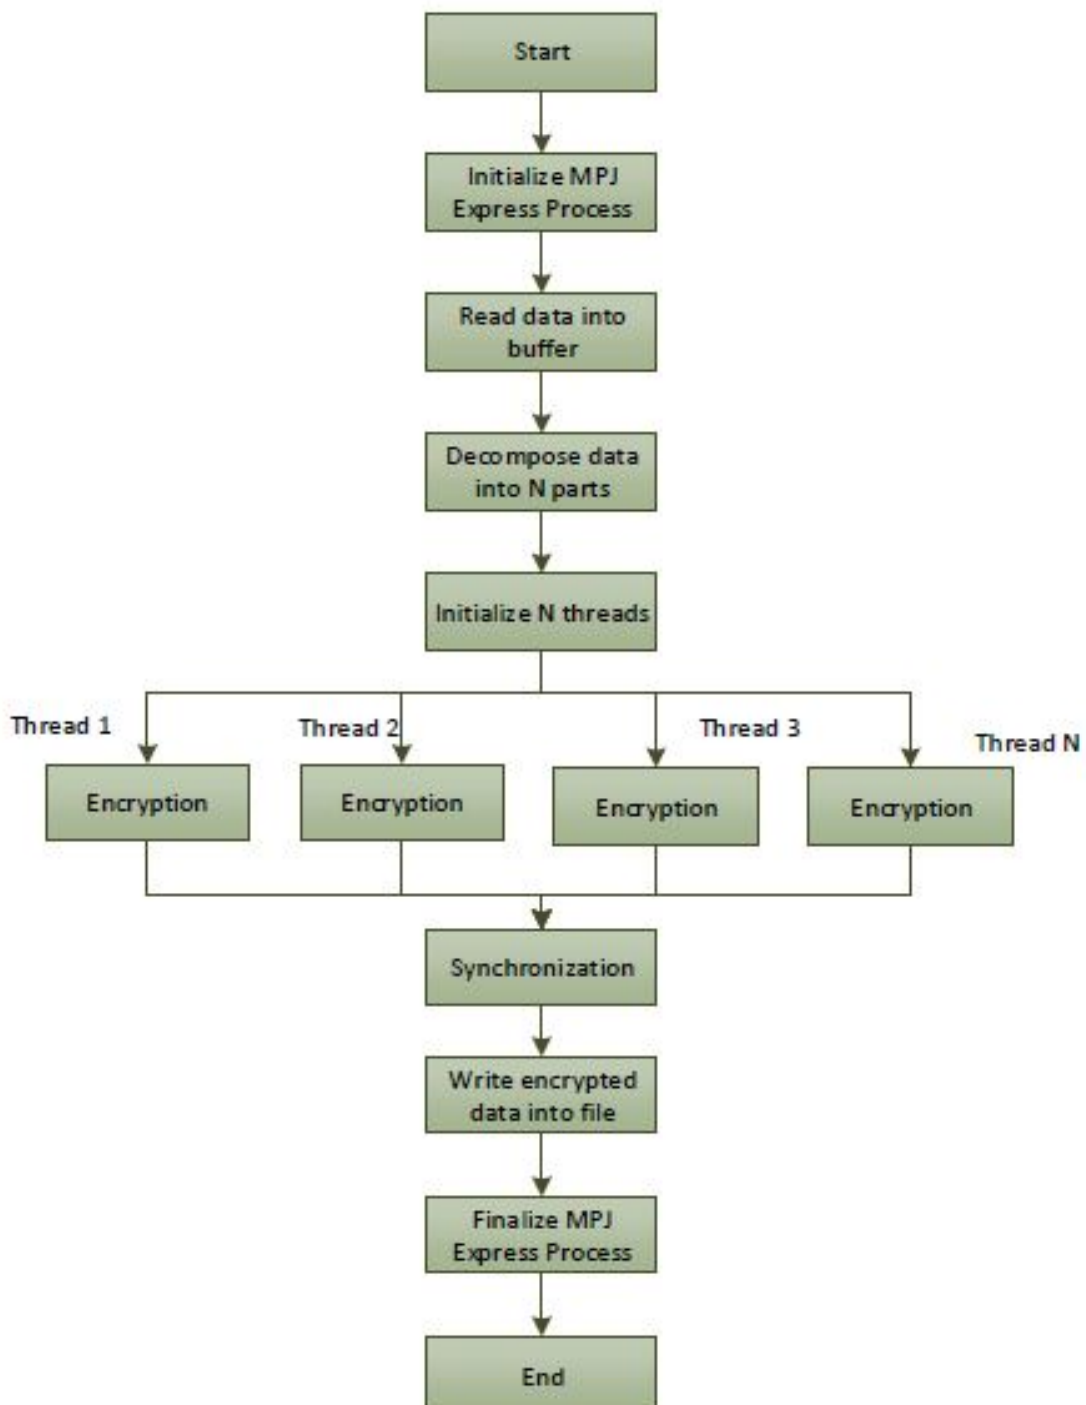 Start
Initialize MPJ
Express Process
Read data into
buffer
Decompose data
into N parts
Initialize N threads
Thread 1
Thread 2
Thread 3
Thread N
Encryption
Encryption
Encryption
Encryption
Synchronization
Write encrypted
data into file
Finalize MPJ
Express Process
End